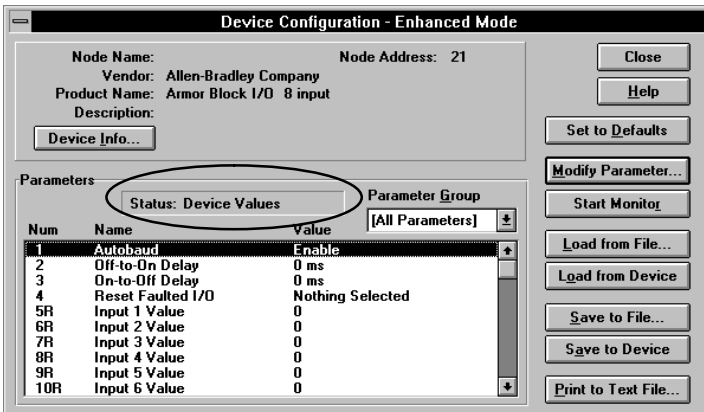 Device Configuration - Enhanced Mode
Node Name: Node Address: 21
Vendor: Allen-Bradley Company
Product Name: Armor Block I/O 8 input
Description:
Device Info...
Close
Help
Set to Defaults
Modify Parameter...
Start Monitor
Load from File...
Load from Device
Save to File...
Save to Device
Print to Text File...
Parameters
Status: Device Values
Parameter Group
[All Parameters]
Num Name Value
1 Autobaud Enable
2 Off-to-On Delay 0 ms
3 On-to-Off Delay 0 ms
4 Reset Faulted I/O Nothing Selected
5R Input 1 Value 0
6R Input 2 Value 0
7R Input 3 Value 0
8R Input 4 Value 0
9R Input 5 Value 0
10R Input 6 Value 0